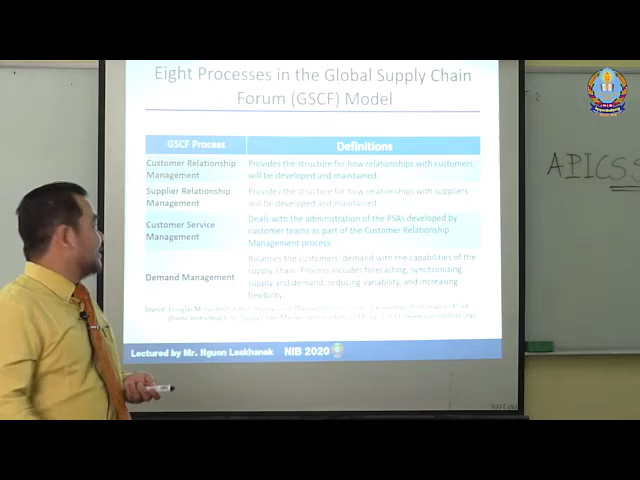 Eight Processes in the Global Supply Chain
Forum (GSCF) Model
GSCF Process
Definitions
Customer Relationship
Management
Provides the structure for how relationships with customers
will be developed and maintained.
Supplier Relationship
Management
Provides the structure for how relationships with suppliers
will be developed and maintained.
Customer Service
Management
Deals with the administration of the PSAs developed by
customer teams as part of the Customer Relationship
Management process.
Demand Management
Balances the customers' demand with the capabilities of the
supply chain. Process includes forecasting, synchronizing
supply and demand, reducing variability, and increasing
flexibility.
Source: Douglas M.
Lectured by Mr. Nguon Leakhanak NIB 2020
APICS